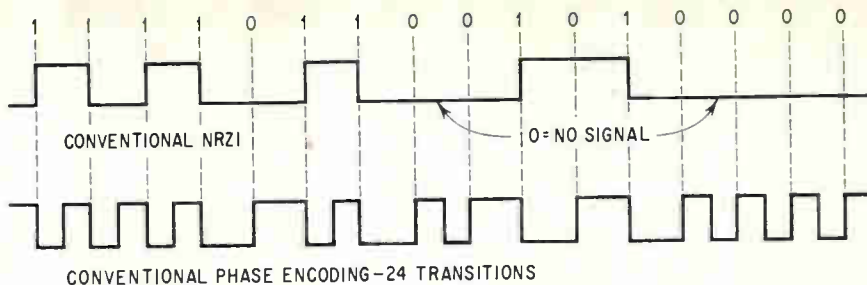 1 1 1 1 0 1 1 0 0 1 0 1 0 0 0 0
CONVENTIONAL NRZI
0=NO SIGNAL
CONVENTIONAL PHASE ENCODING–24 TRANSITIONS